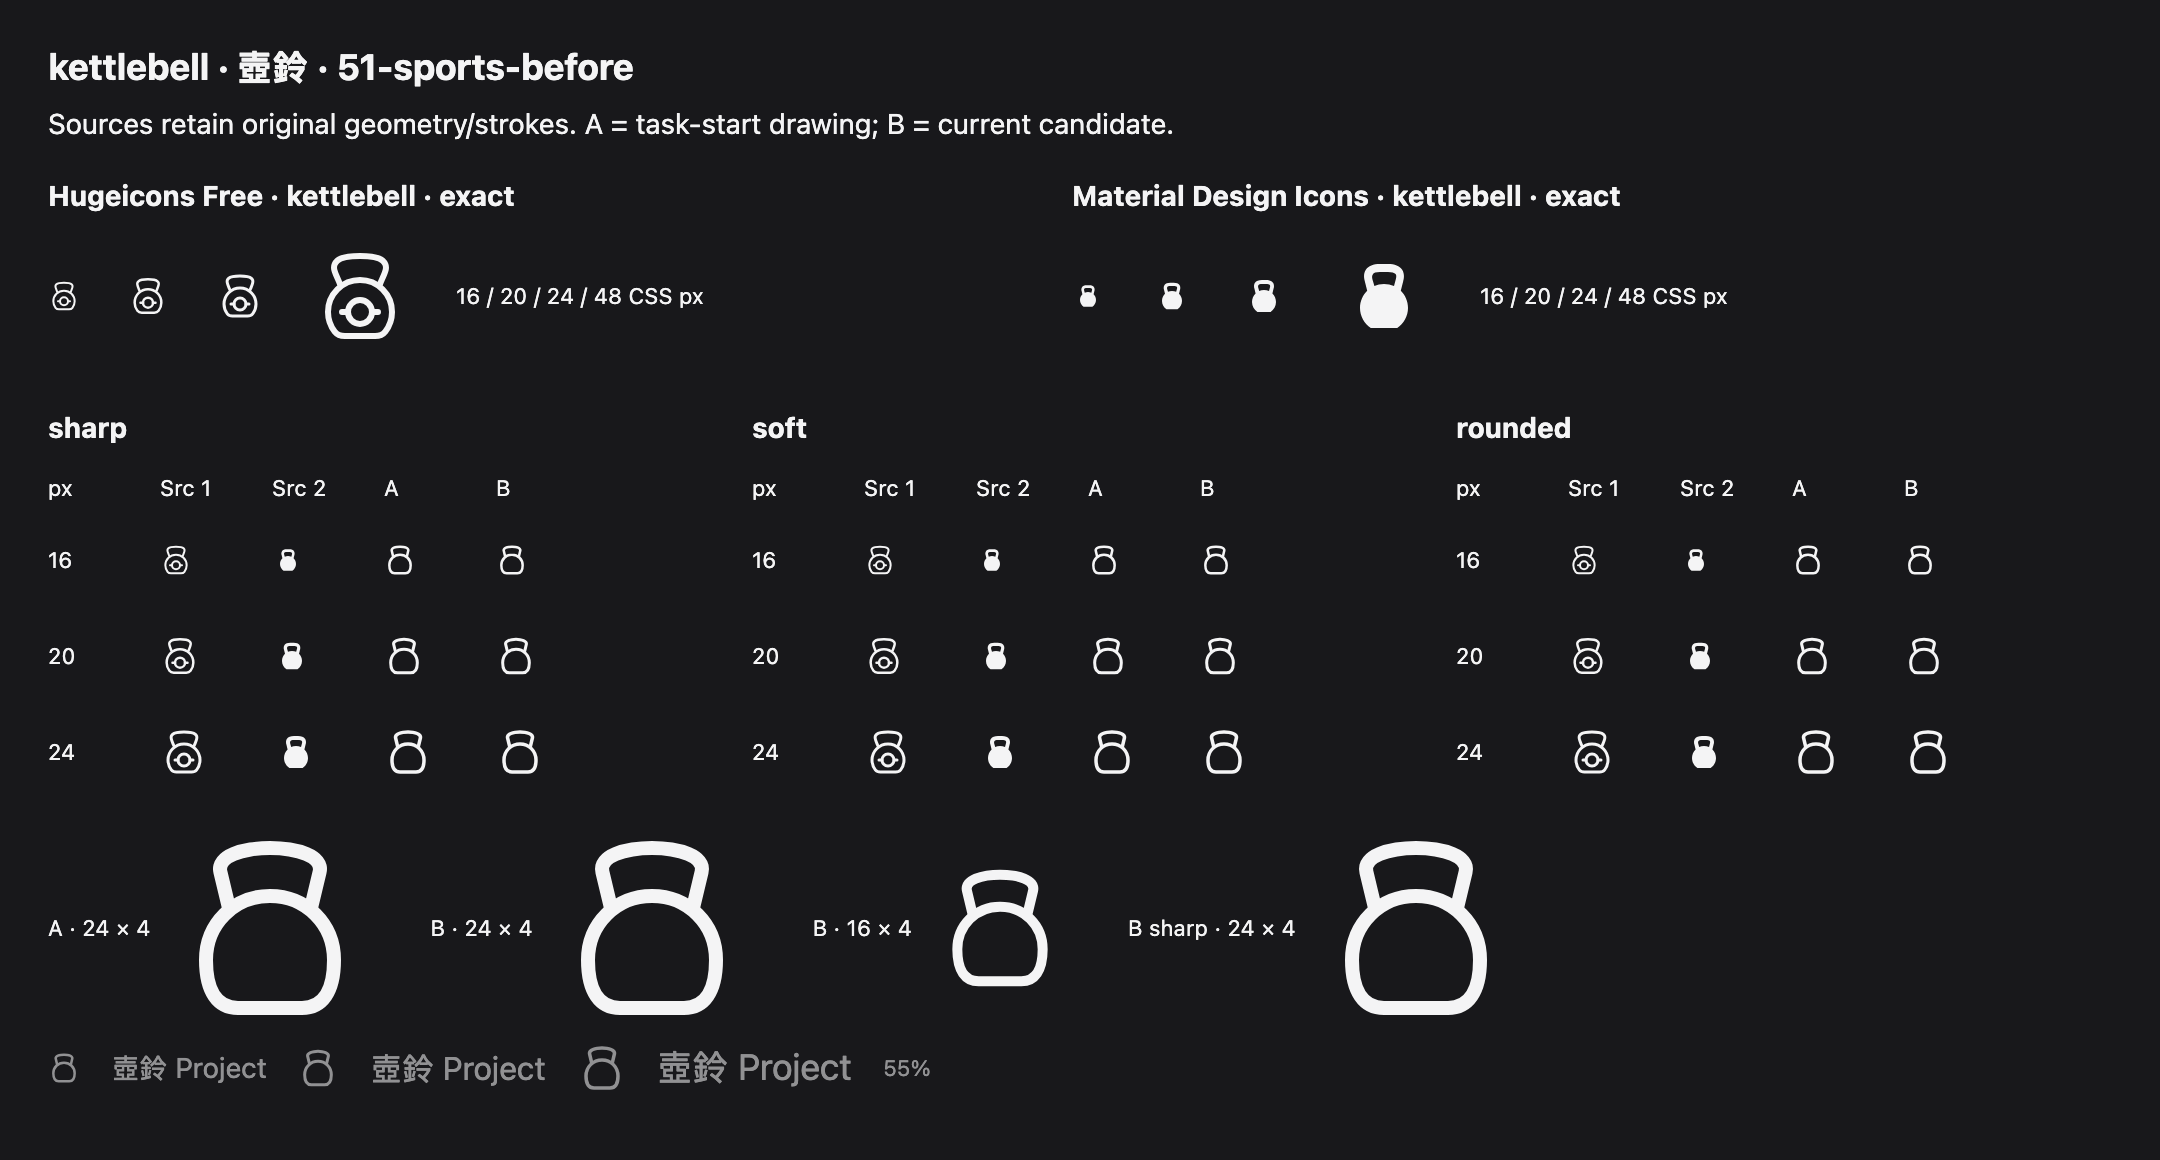 kettlebell · 壺鈴 · 51-sports-before
Sources retain original geometry/strokes. A = task-start drawing; B = current candidate.
Hugeicons Free · kettlebell · exact
16 / 20 / 24 / 48 CSS px
Material Design Icons · kettlebell · exact
16 / 20 / 24 / 48 CSS px
sharp
px Src 1 Src 2 A B
16
20
24
soft
px Src 1 Src 2 A B
16
20
24
rounded
px Src 1 Src 2 A B
16
20
24
A · 24 × 4
B · 24 × 4
B · 16 × 4
B sharp · 24 × 4
壺鈴 Project 壺鈴 Project 壺鈴 Project 55%